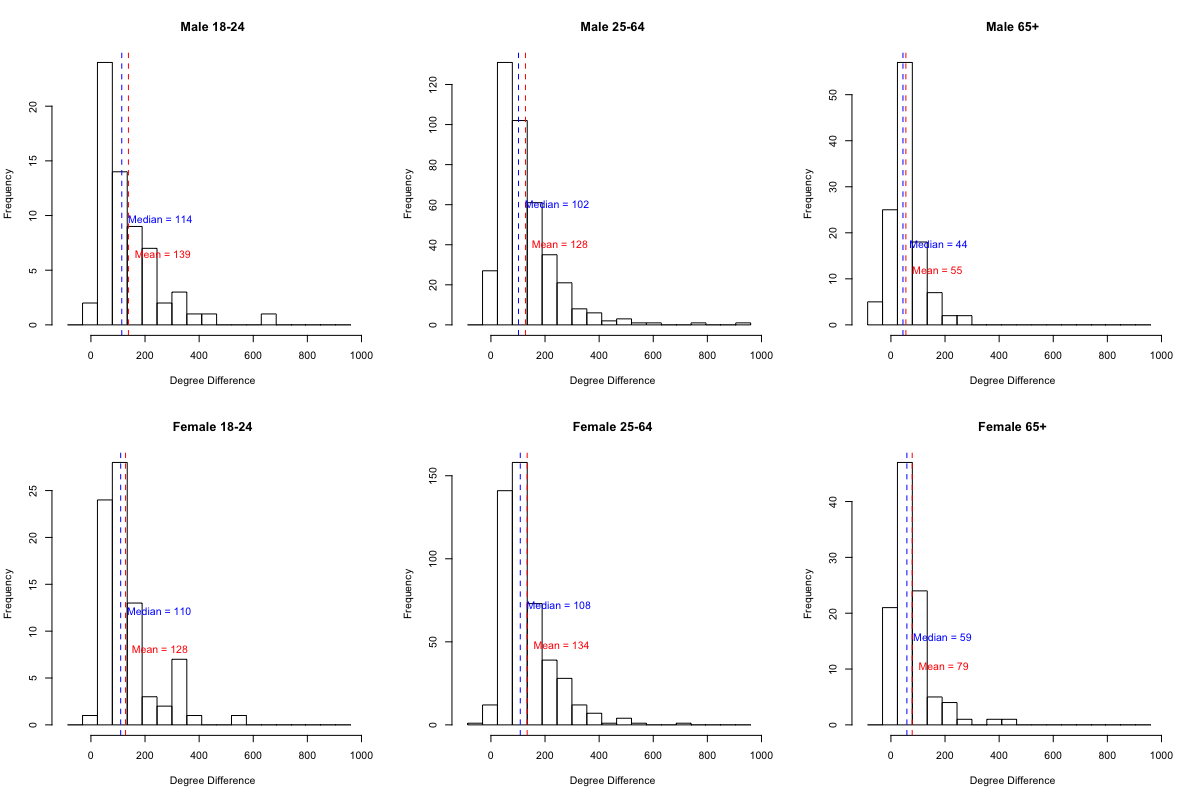 Male 18-24
Frequency
0
5
10
15
20
Median = 114
Mean = 139
0
200
400
600
800
1000
Degree Difference
Male 25-64
Frequency
0
20
40
60
80
100
120
Median = 102
Mean = 128
0
200
400
600
800
1000
Degree Difference
Male 65+
Frequency
0
10
20
30
40
50
Median = 44
Mean = 55
0
200
400
600
800
1000
Degree Difference
Female 18-24
Frequency
0
5
10
15
20
25
Median = 110
Mean = 128
0
200
400
600
800
1000
Degree Difference
Female 25-64
Frequency
0
50
100
150
Median = 108
Mean = 134
0
200
400
600
800
1000
Degree Difference
Female 65+
Frequency
0
10
20
30
40
Median = 59
Mean = 79
0
200
400
600
800
1000
Degree Difference